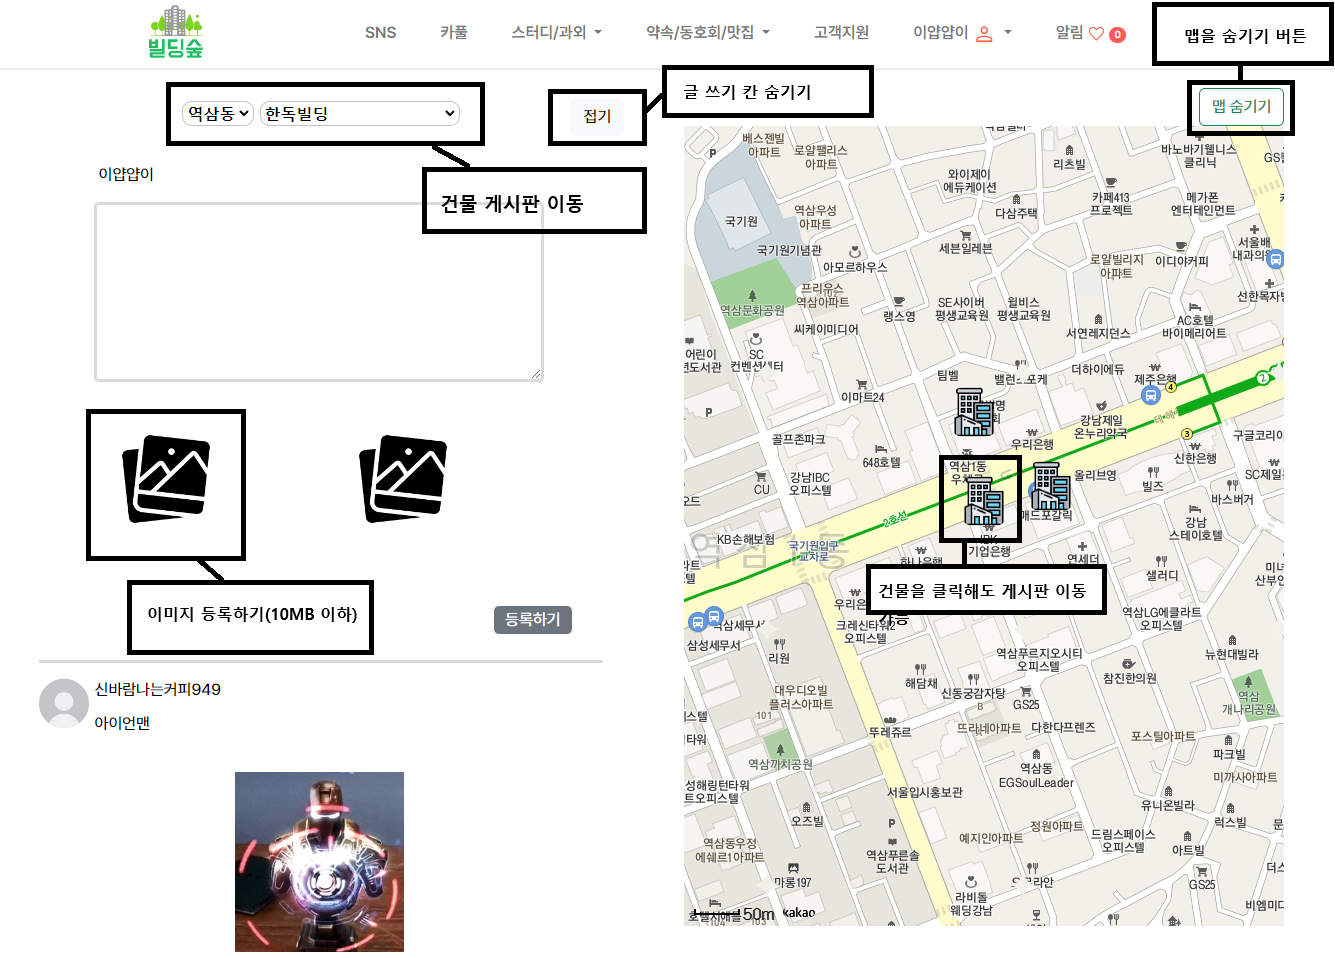 빌딩숲
SNS
카풀
스터디/과외
약속/동호회/맛집
고객지원
이얍얍이
알림
0
맵을 숨기기 버튼
맵 숨기기
역삼동
한독빌딩
접기
글 쓰기 칸 숨기기
이얍얍이
건물 게시판 이동
이미지 등록하기(10MB 이하)
등록하기
신바람나는커피949
아이언맨
베스젠빌
아파트
로얄팰리스
아파트
리츠빌
바노바기웰니스
클리닉
와이제이
에듀케이션
카페413
프로젝트
메가폰
엔터테인먼트
국기원
역삼우성
아파트
다삼주택
국기원기념관
세븐일레븐
서울배
내과의원
아모르하우스
로얄빌리지
아파트
이디야커피
역삼문화공원
프리유스
역삼아파트
랭스영
SE사이버
평생교육원
윌비스
평생교육원
선한목자방
씨케이미디어
서연레지던스
AC호텔
바이메리어트
어린이
년도서관
SC
컨벤션센터
팀벨
밸런스포케
더하이에듀
제주은행
4
2
이마트24
P
강남제일
온누리약국
3
골프존파크
우리은행
구글코리아
648호텔
역삼1동
신한은행
CU
강남IBC
오피스텔
올리브영
빌즈
SC제일은
바스버거
매드포갈릭
2호선
강남
스테이호텔
KB손해보험
역삼1동
국기원입구
교차로
IBK
기업은행
하나은행
연세더
샐러디
건물을 클릭해도 게시판 이동
가능
우리은
역삼세무서
크레신타워2
오피스텔
역삼LG에클라트
오피스텔
삼성세무서
리원
역삼푸르지오시티
오피스텔
뉴현대빌라
해담채
신동궁감자탕
참진한의원
대우디오빌
플러스아파트
101
GS25
역삼
개나리공원
뚜레쥬르
뜨라네아파트
다한다프렌즈
포스틸아파트
파크빌
역삼까치공원
역삼동
EGSoulLeader
미까사아파트
성해링턴타워
트오피스텔
서울입시홍보관
유니온빌라
오즈빌
럭스빌
P
정원아파트
예지인아파트
드림스페이스
오피스텔
아트빌
역삼동우정
에쉐르1아파트
역삼푸른솔
도서관
마롱197
GS25
라비돌
웨딩강남
비엠미디
50m
kakao